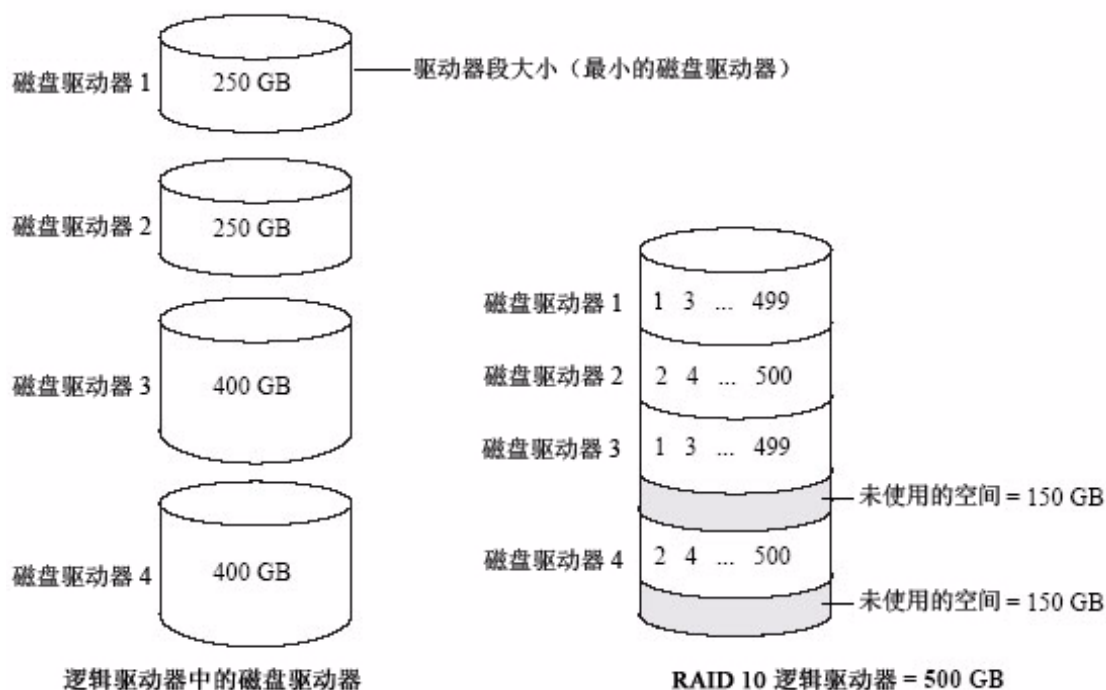 磁盘驱动器 1
250 GB
驱动器段大小（最小的磁盘驱动器）
磁盘驱动器 2
250 GB
磁盘驱动器 3
400 GB
磁盘驱动器 4
400 GB
逻辑驱动器中的磁盘驱动器
磁盘驱动器 1
1 3 ... 499
磁盘驱动器 2
2 4 ... 500
磁盘驱动器 3
1 3 ... 499
未使用的空间 = 150 GB
磁盘驱动器 4
2 4 ... 500
未使用的空间 = 150 GB
RAID 10 逻辑驱动器 = 500 GB